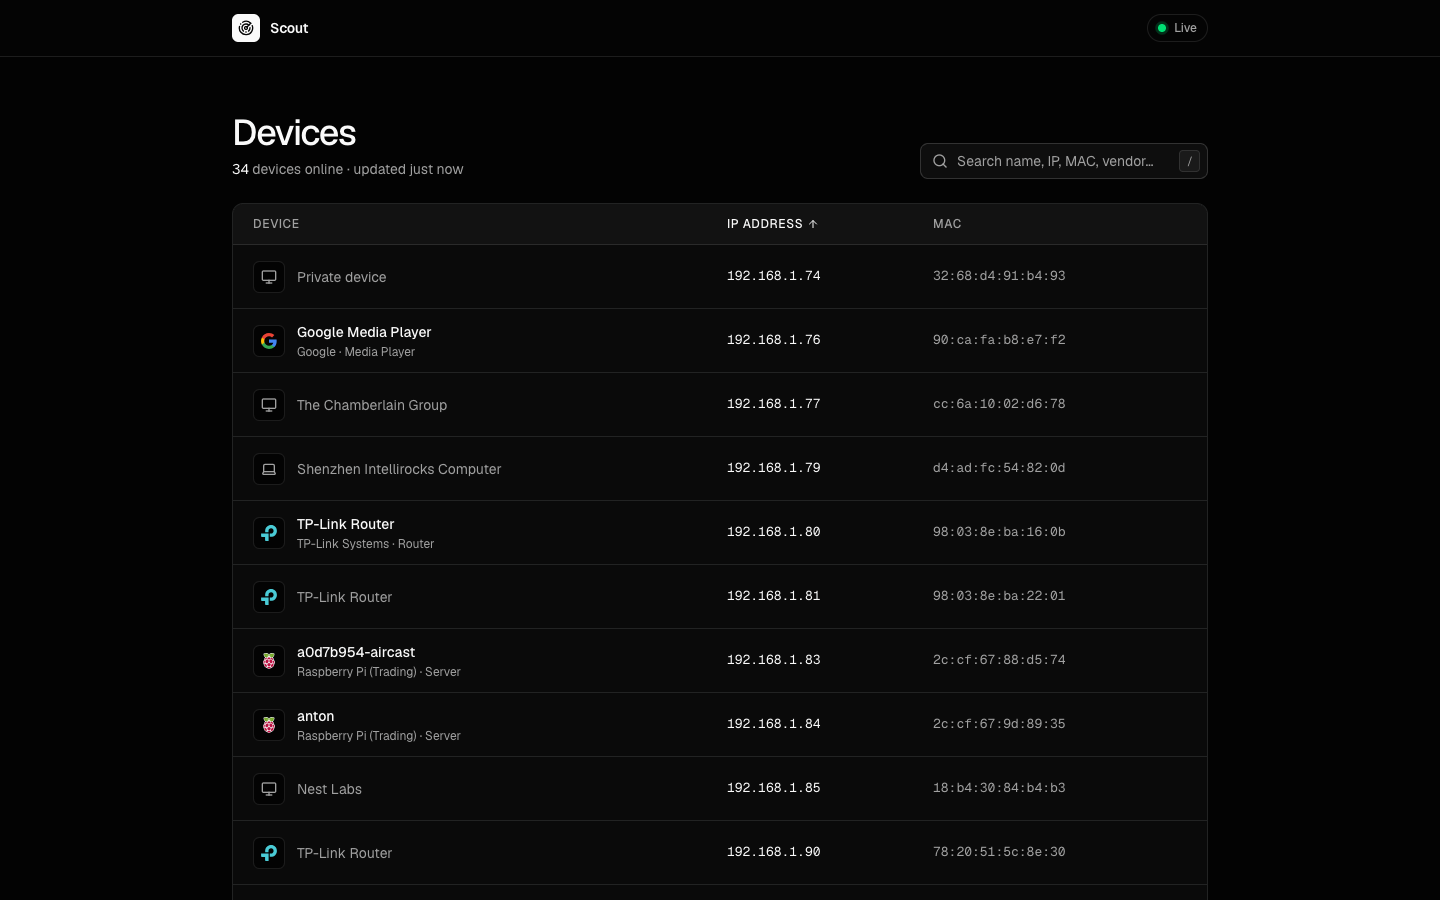 Scout
Live
Devices
34 devices online · updated just now
Search name, IP, MAC, vendor… /
DEVICE IP ADDRESS ↑ MAC
Private device 192.168.1.74 32:68:d4:91:b4:93
Google Media Player
Google · Media Player
192.168.1.76 90:ca:fa:b8:e7:f2
The Chamberlain Group 192.168.1.77 cc:6a:10:02:d6:78
Shenzhen Intellirocks Computer 192.168.1.79 d4:ad:fc:54:82:0d
TP-Link Router
TP-Link Systems · Router
192.168.1.80 98:03:8e:ba:16:0b
TP-Link Router 192.168.1.81 98:03:8e:ba:22:01
a0d7b954-aircast
Raspberry Pi (Trading) · Server
192.168.1.83 2c:cf:67:88:d5:74
anton
Raspberry Pi (Trading) · Server
192.168.1.84 2c:cf:67:9d:89:35
Nest Labs 192.168.1.85 18:b4:30:84:b4:b3
TP-Link Router 192.168.1.90 78:20:51:5c:8e:30